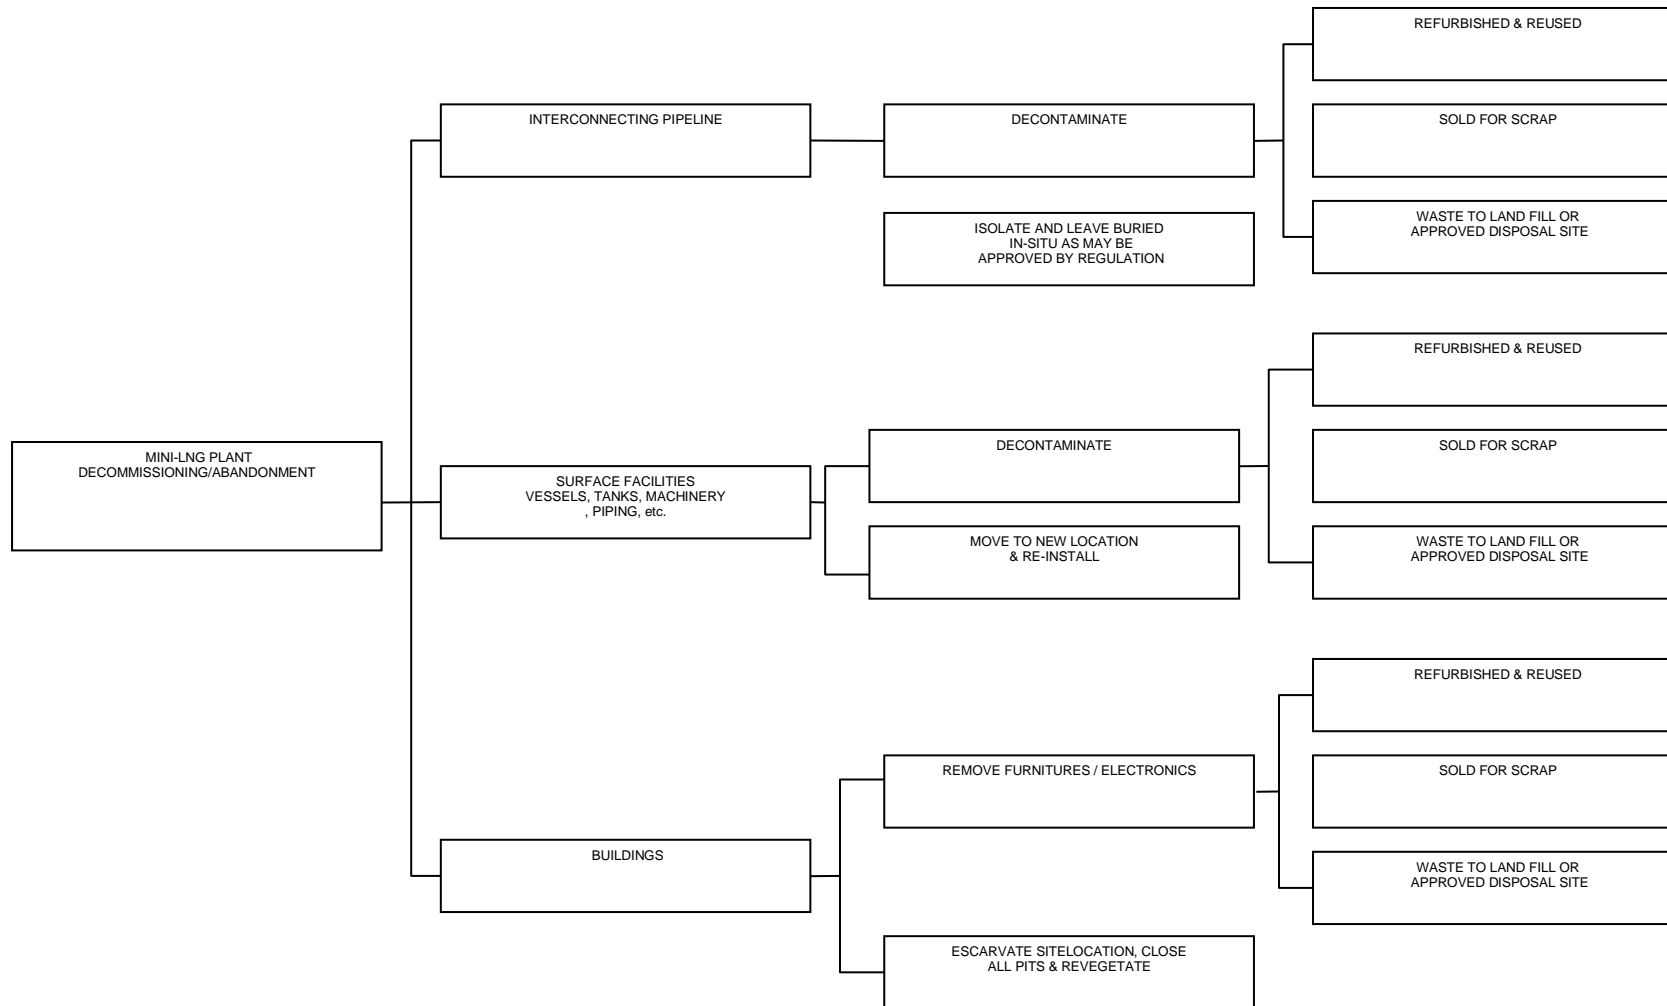 REFURBISHED & REUSED
INTERCONNECTING PIPELINE
DECONTAMINATE
SOLD FOR SCRAP
ISOLATE AND LEAVE BURIED
IN-SITU AS MAY BE
APPROVED BY REGULATION
WASTE TO LAND FILL OR
APPROVED DISPOSAL SITE
REFURBISHED & REUSED
MINI-LNG PLANT
DECOMMISSIONING/ABANDONMENT
SURFACE FACILITIES
VESSELS, TANKS, MACHINERY
, PIPING, etc.
DECONTAMINATE
SOLD FOR SCRAP
MOVE TO NEW LOCATION
& RE-INSTALL
WASTE TO LAND FILL OR
APPROVED DISPOSAL SITE
REFURBISHED & REUSED
REMOVE FURNITURES / ELECTRONICS
SOLD FOR SCRAP
BUILDINGS
WASTE TO LAND FILL OR
APPROVED DISPOSAL SITE
ESCARVATE SITELOCATION, CLOSE
ALL PITS & REVEGETATE